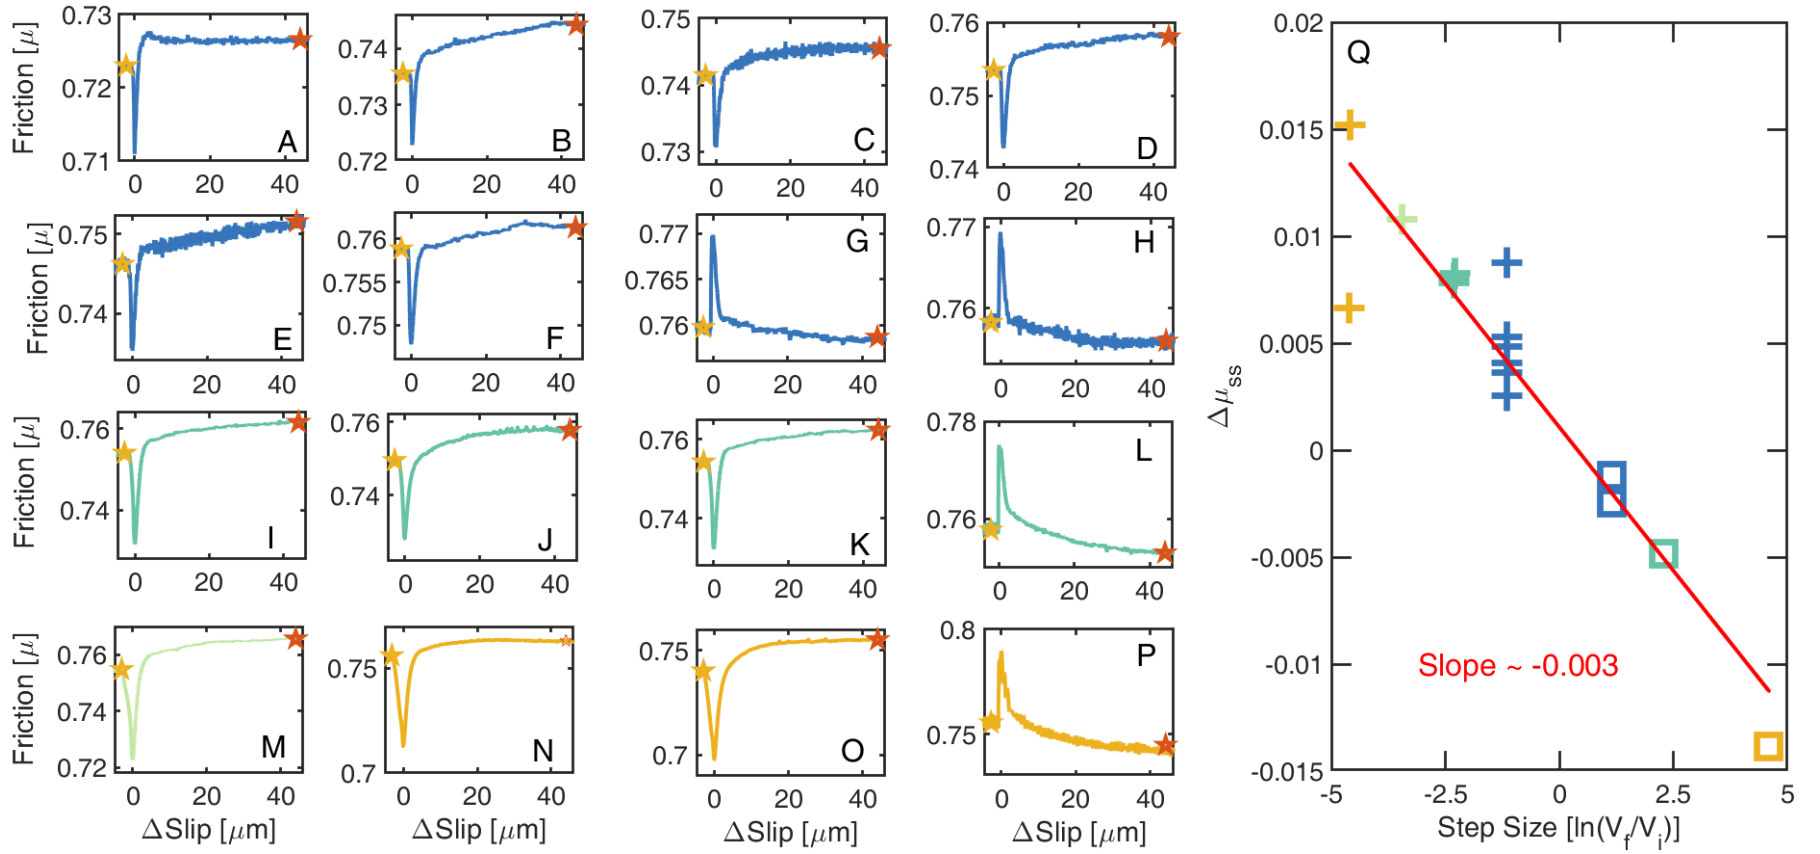 0.73
0.72
0.71
Friction [μ]
A
0 20 40
0.74
0.73
0.72
B
0 20 40
0.75
0.74
0.73
C
0 20 40
0.76
0.75
0.74
D
0 20 40
0.75
0.74
Friction [μ]
E
0 20 40
0.76
0.755
0.75
F
0 20 40
0.77
0.765
0.76
G
0 20 40
0.77
0.76
H
0 20 40
0.76
0.74
Friction [μ]
I
0 20 40
0.76
0.74
J
0 20 40
0.76
0.74
K
0 20 40
0.78
0.76
L
0 20 40
0.76
0.74
0.72
Friction [μ]
M
0 20 40
ΔSlip [μm]
0.75
0.7
N
0 20 40
ΔSlip [μm]
0.75
0.7
O
0 20 40
ΔSlip [μm]
0.8
0.75
P
0 20 40
ΔSlip [μm]
Q
0.02
0.015
0.01
0.005
0
-0.005
-0.01
-0.015
Δμss
Slope ~ -0.003
-5 -2.5 0 2.5 5
Step Size [ln(Vf/Vi)]